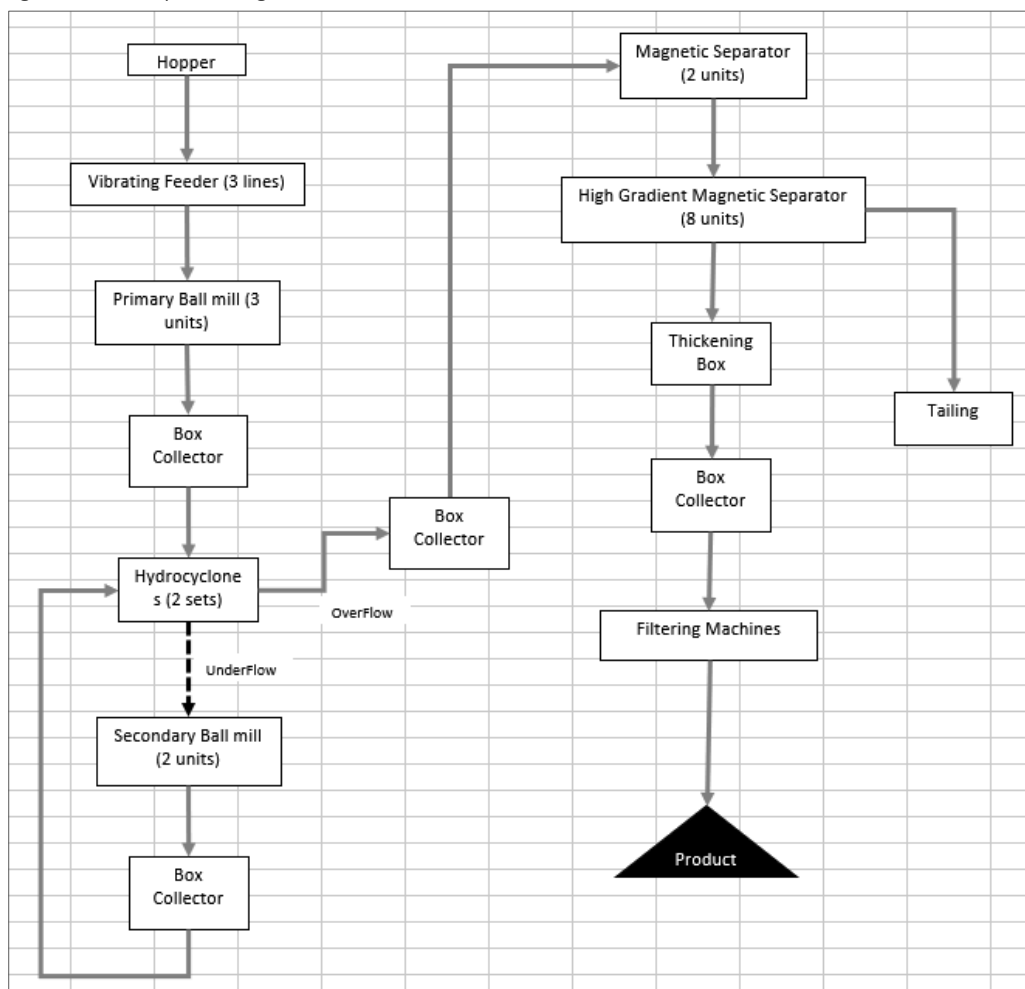 Hopper
Vibrating Feeder (3 lines)
Primary Ball mill (3
units)
Box
Collector
Hydrocyclone
s (2 sets)
OverFlow
UnderFlow
Secondary Ball mill
(2 units)
Box
Collector
Box
Collector
Magnetic Separator
(2 units)
High Gradient Magnetic Separator
(8 units)
Thickening
Box
Tailing
Box
Collector
Filtering Machines
Product